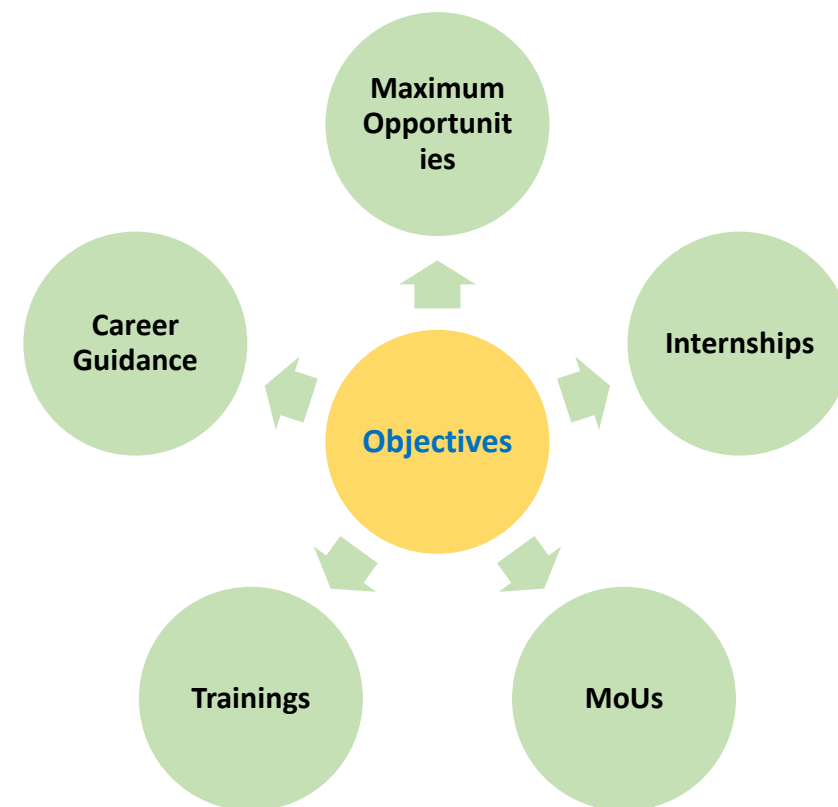 Maximum
Opportunit
ies
Career
Guidance
Internships
Objectives
Trainings
MoUs